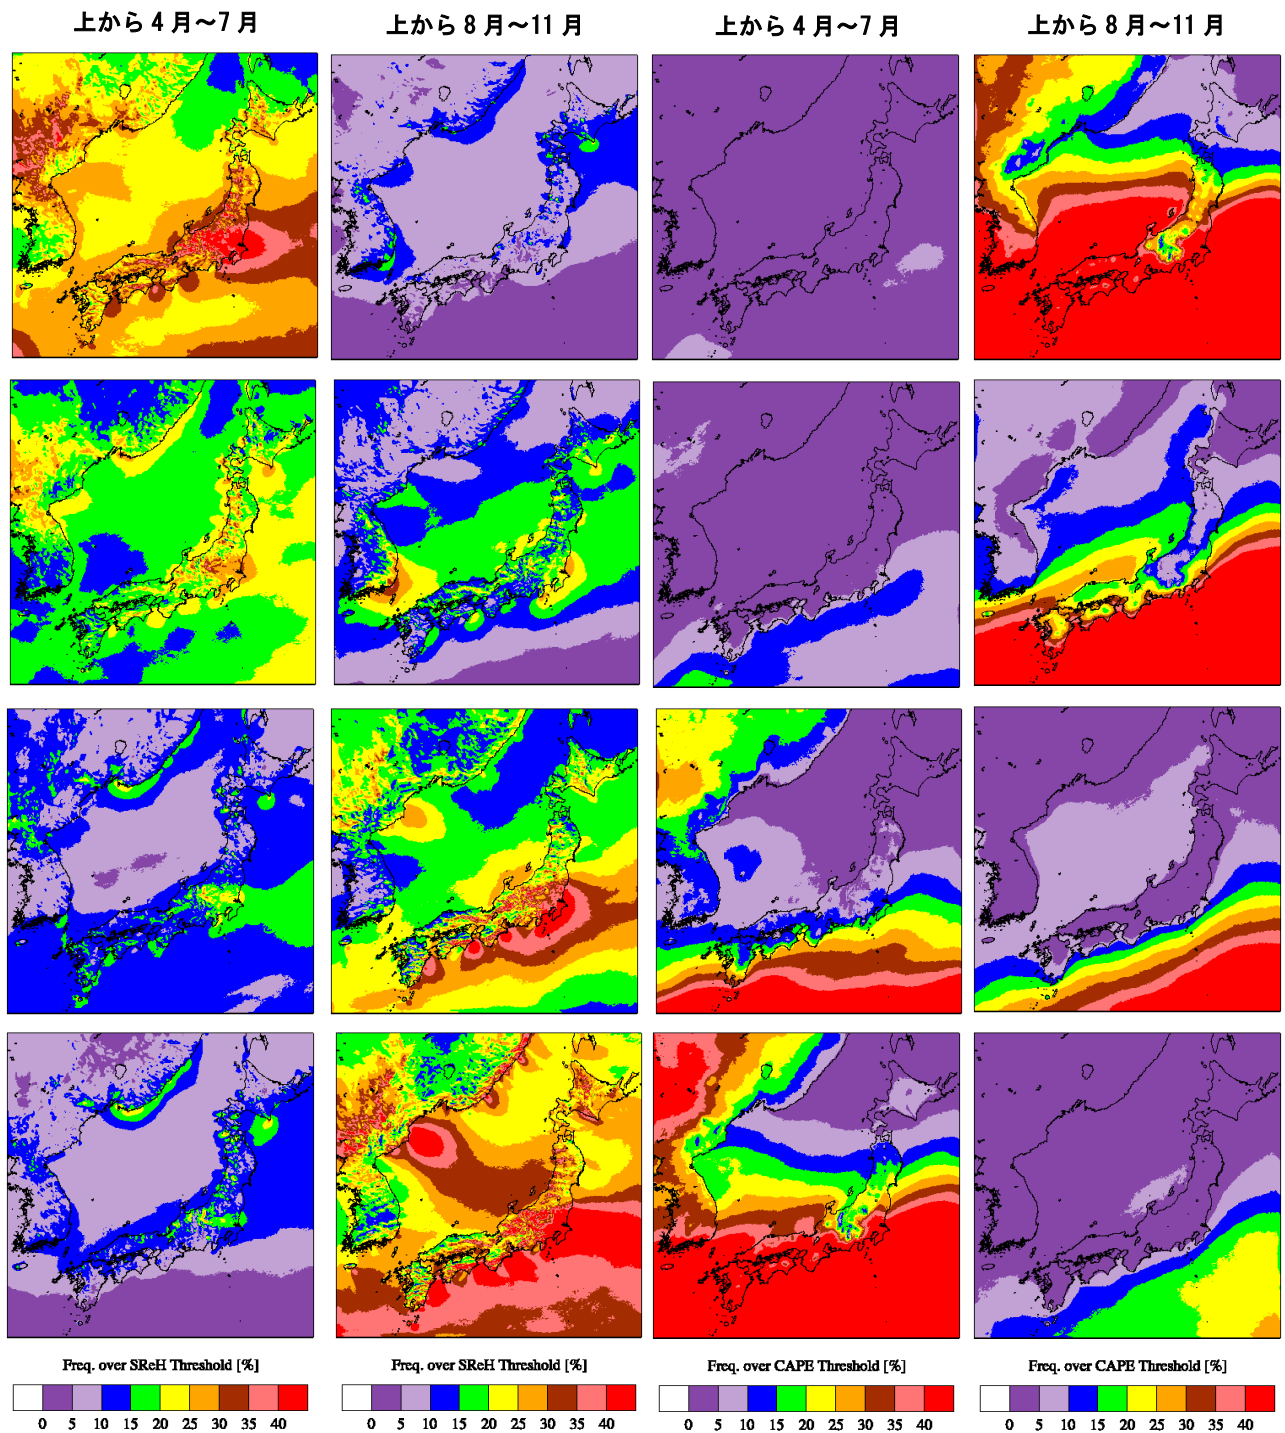 上から４月～７月
上から８月～11月
上から４月～７月
上から８月～11月
Freq. over SReH Threshold [%]
Freq. over SReH Threshold [%]
Freq. over CAPE Threshold [%]
Freq. over CAPE Threshold [%]
0 5 10 15 20 25 30 35 40
0 5 10 15 20 25 30 35 40
0 5 10 15 20 25 30 35 40
0 5 10 15 20 25 30 35 40